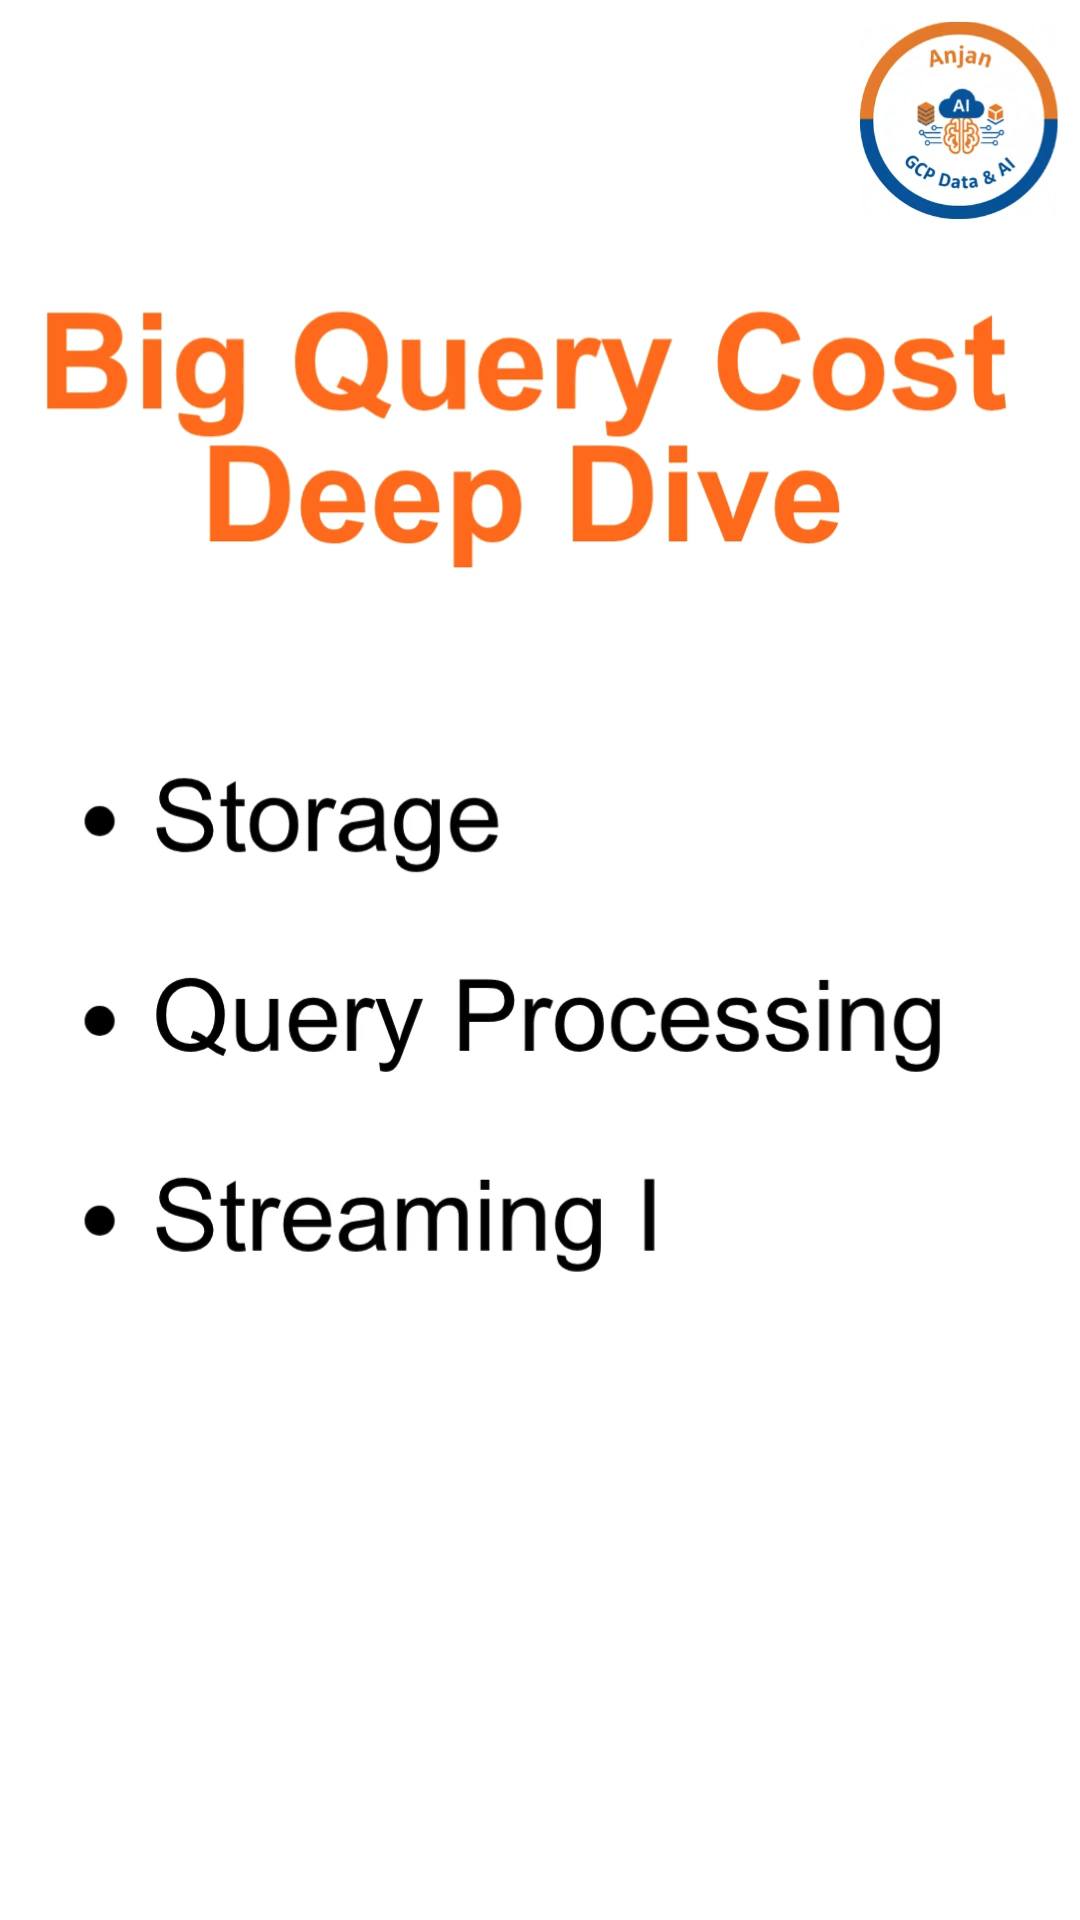 Anjan
AI
GCP Data & AI
Big Query Cost
Deep Dive
• Storage
• Query Processing
• Streaming I